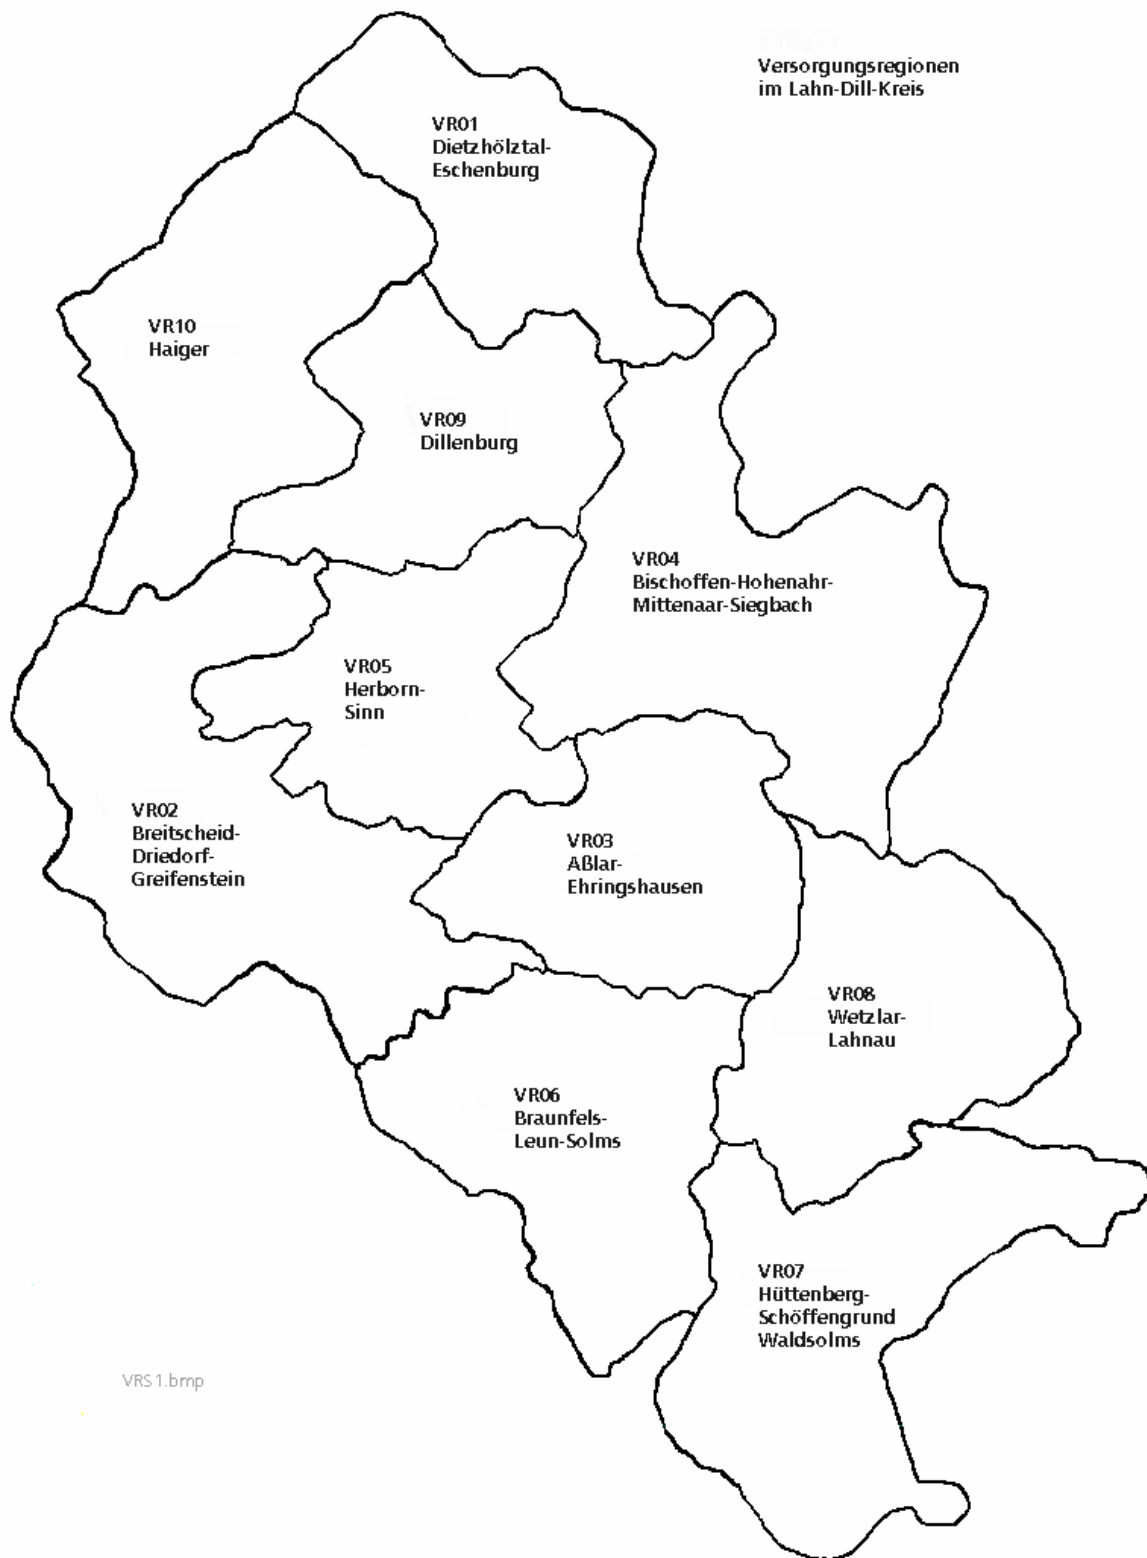 Versorgungsregionen
im Lahn-Dill-Kreis
VR01
Dietzhölztal-
Eschenburg
VR10
Haiger
VR09
Dillenburg
VR04
Bischoffen-Hohenahr-
Mittenaar-Siegbach
VR05
Herborn-
Sinn
VR02
Breitscheid-
Driedorf-
Greifenstein
VR03
Aßlar-
Ehringshausen
VR08
Wetzlar-
Lahnau
VR06
Braunfels-
Leun-Solms
VR07
Hüttenberg-
Schöffengrund
Waldsolms
VRS1.bmp